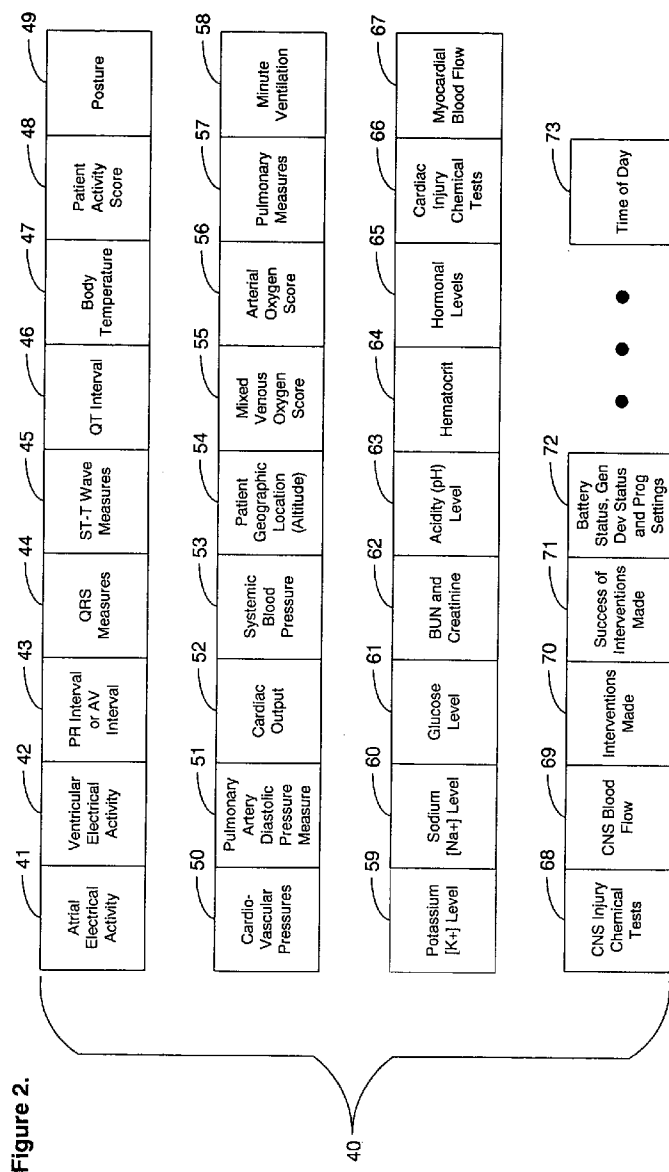 Figure 2.
40
41
Atrial
Electrical
Activity
42
Ventricular
Electrical
Activity
43
PR Interval
or AV
Interval
44
QRS
Measures
45
ST-T Wave
Measures
46
QT Interval
47
Body
Temperature
48
Patient
Activity
Score
49
Posture
50
Cardio-
Vascular
Pressures
51
Pulmonary
Artery
Diastolic
Pressure
Measure
52
Cardiac
Output
53
Systemic
Blood
Pressure
54
Patient
Geographic
Location
(Altitude)
55
Mixed
Venous
Oxygen
Score
56
Arterial
Oxygen
Score
57
Pulmonary
Measures
58
Minute
Ventilation
59
Potassium
[K+] Level
60
Sodium
[Na+] Level
61
Glucose
Level
62
BUN and
Creatinine
63
Acidity (pH)
Level
64
Hematocrit
65
Hormonal
Levels
66
Cardiac
Injury
Chemical
Tests
67
Myocardial
Blood Flow
68
CNS Injury
Chemical
Tests
69
CNS Blood
Flow
70
Interventions
Made
71
Success of
Interventions
Made
72
Battery
Status, Gen
Dev Status
and Prog
Settings
73
Time of Day